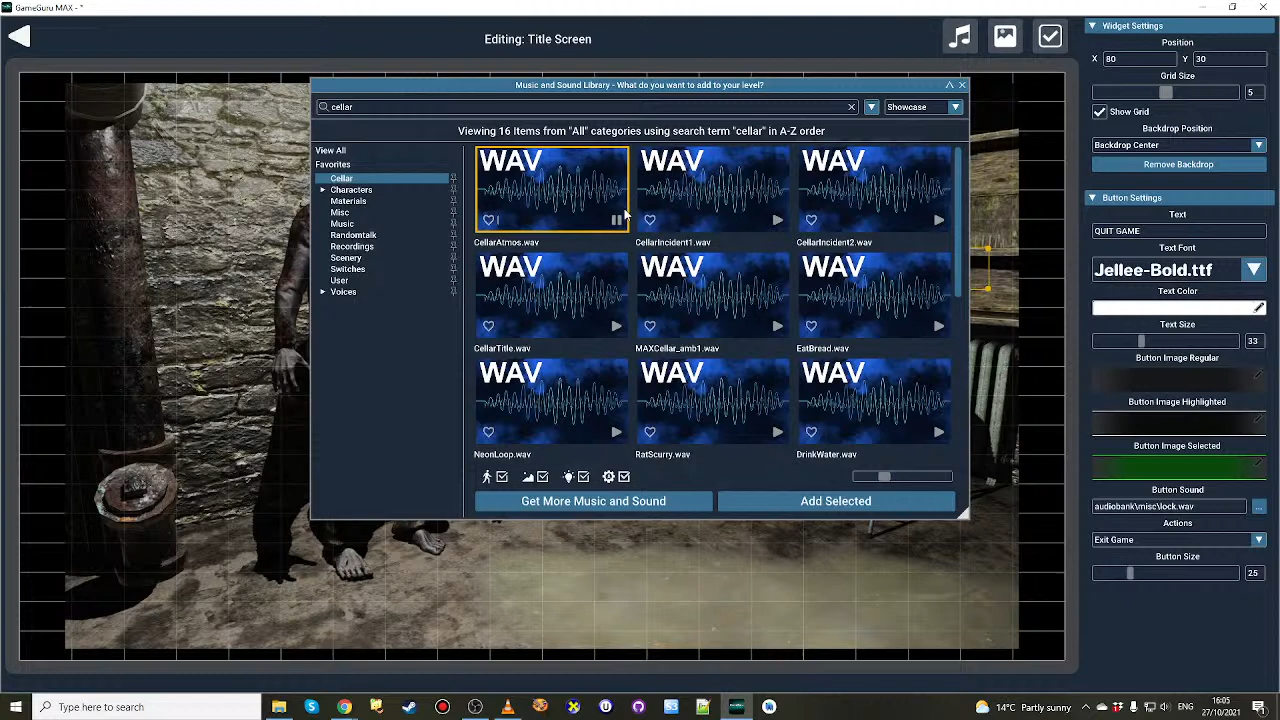 GameGuru MAX - *
Editing: Title Screen
Widget Settings
Position
X 80 Y 30
Grid Size
5
Show Grid
Backdrop Position
Backdrop Center
Remove Backdrop
Button Settings
Text
QUIT GAME
Text Font
Jellee-Bold.ttf
Text Color
Text Size
33
Button Image Regular
Button Image Highlighted
Button Image Selected
Button Sound
audiobank\misc\lock.wav
...
Actions
Exit Game
Button Size
25
Music and Sound Library - What do you want to add to your level?
cellar
Showcase
Viewing 16 Items from "All" categories using search term "cellar" in A-Z order
View All
Favorites
Cellar
Characters
Materials
Misc
Music
Randomtalk
Recordings
Scenery
Switches
User
Voices
WAV WAV WAV
CellarAtmos.wav CellarIncident1.wav CellarIncident2.wav
WAV WAV WAV
CellarTitle.wav MAXCellar_amb1.wav EatBread.wav
WAV WAV WAV
NeonLoop.wav RatScurry.wav DrinkWater.wav
Get More Music and Sound
Add Selected
Type here to search
14°C Partly sunny
16:05
27/10/2021